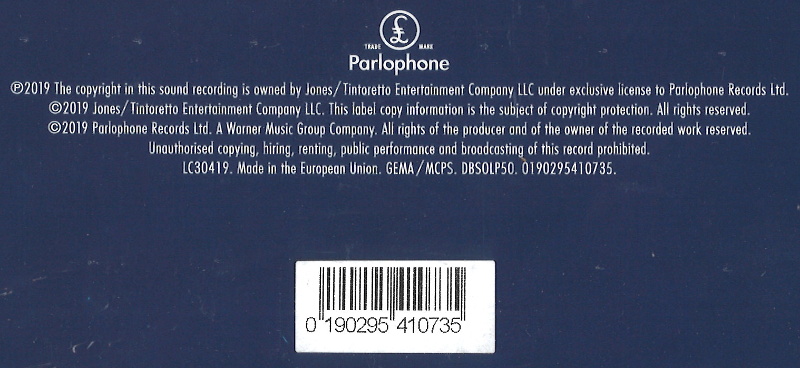 £
TRADE MARK
Parlophone
℗2019 The copyright in this sound recording is owned by Jones/Tintoretto Entertainment Company LLC under exclusive license to Parlophone Records Ltd.
©2019 Jones/Tintoretto Entertainment Company LLC. This label copy information is the subject of copyright protection. All rights reserved.
©2019 Parlophone Records Ltd. A Warner Music Group Company. All rights of the producer and of the owner of the recorded work reserved.
Unauthorised copying, hiring, renting, public performance and broadcasting of this record prohibited.
LC30419. Made in the European Union. GEMA/MCPS. DBSOLP50. 0190295410735.
0 190295 410735